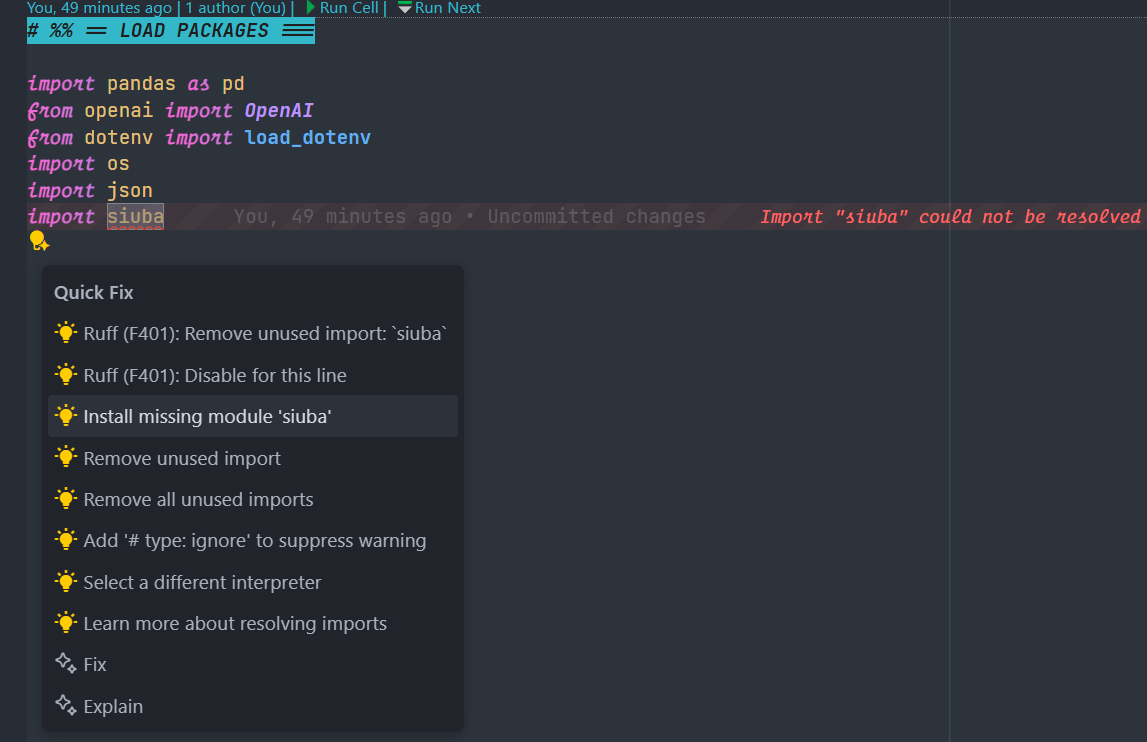 You, 49 minutes ago | 1 author (You) | Run Cell | Run Next
# %% == LOAD PACKAGES ====
import pandas as pd
from openai import OpenAI
from dotenv import load_dotenv
import os
import json
import siuba You, 49 minutes ago • Uncommitted changes Import "siuba" could not be resolved
Quick Fix
Ruff (F401): Remove unused import: `siuba`
Ruff (F401): Disable for this line
Install missing module 'siuba'
Remove unused import
Remove all unused imports
Add '# type: ignore' to suppress warning
Select a different interpreter
Learn more about resolving imports
Fix
Explain